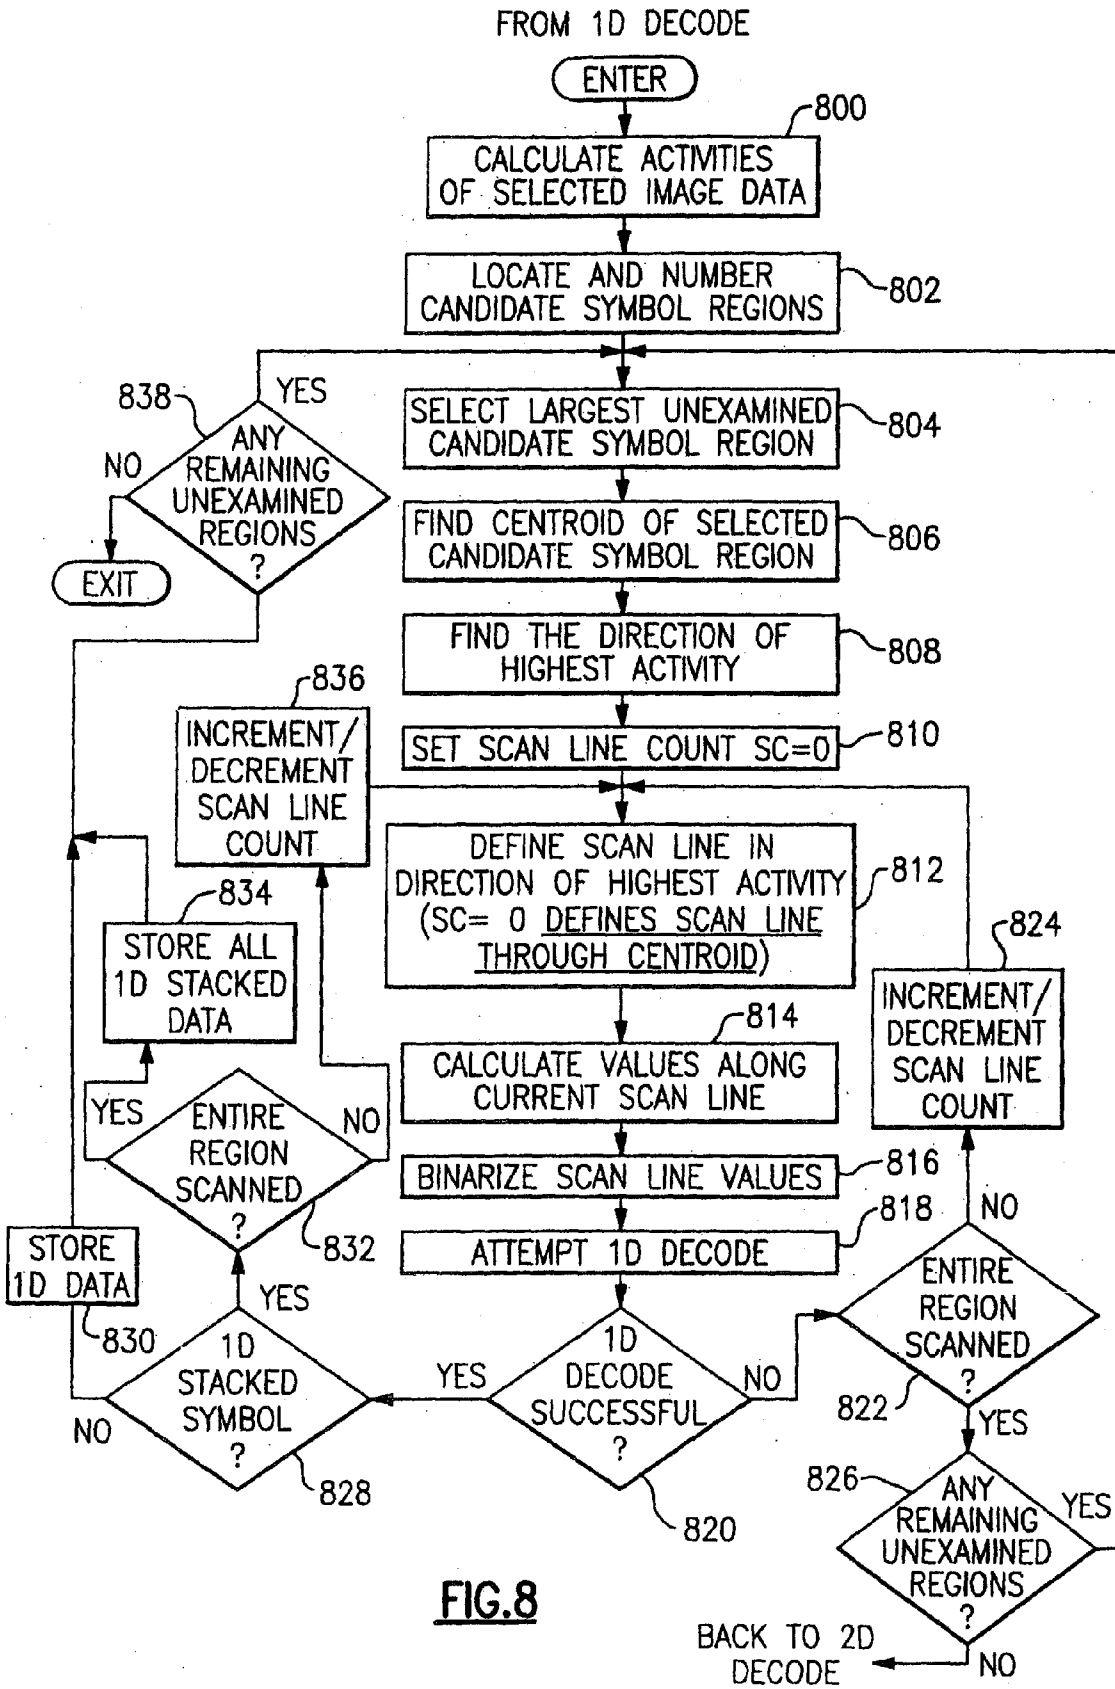 FROM 1D DECODE
ENTER
800
CALCULATE ACTIVITIES
OF SELECTED IMAGE DATA
LOCATE AND NUMBER
CANDIDATE SYMBOL REGIONS
802
838
YES
ANY
REMAINING
UNEXAMINED
REGIONS
?
NO
EXIT
SELECT LARGEST UNEXAMINED
CANDIDATE SYMBOL REGION
804
FIND CENTROID OF SELECTED
CANDIDATE SYMBOL REGION
806
FIND THE DIRECTION OF
HIGHEST ACTIVITY
808
836
INCREMENT/
DECREMENT
SCAN LINE
COUNT
SET SCAN LINE COUNT SC=0
810
DEFINE SCAN LINE IN
DIRECTION OF HIGHEST ACTIVITY
(SC= 0 DEFINES SCAN LINE
THROUGH CENTROID)
812
834
STORE ALL
1D STACKED
DATA
824
INCREMENT/
DECREMENT
SCAN LINE
COUNT
814
CALCULATE VALUES ALONG
CURRENT SCAN LINE
YES
ENTIRE
REGION
SCANNED
?
NO
832
BINARIZE SCAN LINE VALUES
816
818
ATTEMPT 1D DECODE
STORE
1D DATA
830
YES
1D
STACKED
SYMBOL
?
NO
828
YES
1D
DECODE
SUCCESSFUL
?
NO
820
NO
ENTIRE
REGION
SCANNED
?
822
YES
826
ANY
REMAINING
UNEXAMINED
REGIONS
?
YES
NO
BACK TO 2D
DECODE
FIG.8